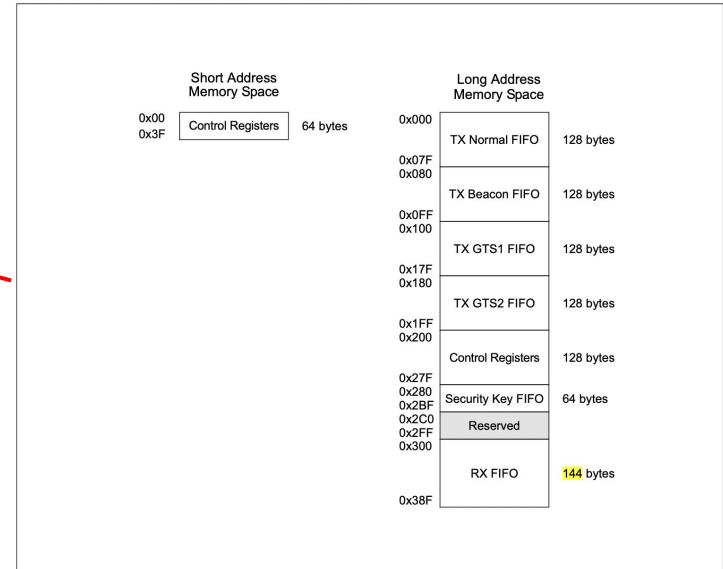 Short Address
Memory Space
0x00
0x3F
Control Registers
64 bytes
Long Address
Memory Space
0x000
TX Normal FIFO
128 bytes
0x07F
0x080
TX Beacon FIFO
128 bytes
0x0FF
0x100
TX GTS1 FIFO
128 bytes
0x17F
0x180
TX GTS2 FIFO
128 bytes
0x1FF
0x200
Control Registers
128 bytes
0x27F
0x280
Security Key FIFO
64 bytes
0x2BF
0x2C0
Reserved
0x2FF
0x300
RX FIFO
144 bytes
0x38F